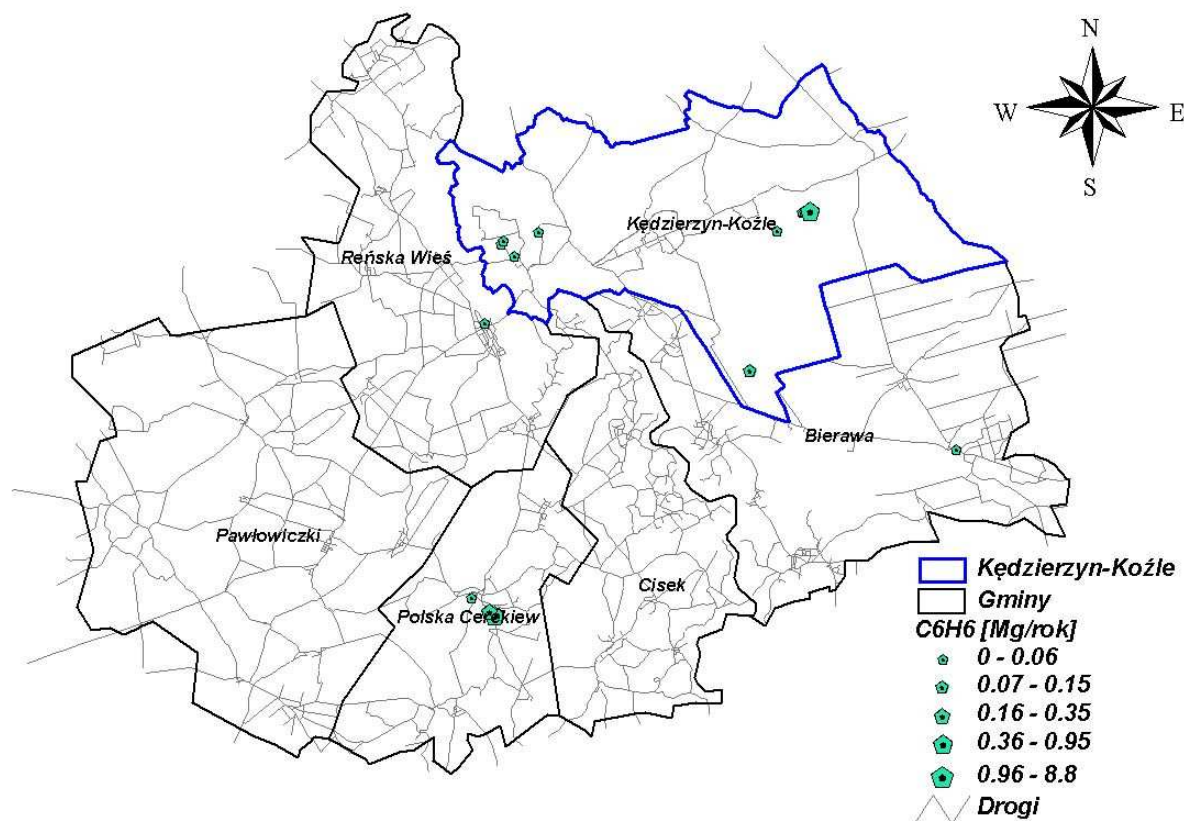 N
W
E
S
Kędzierzyn-Koźle
Reńska Wieś
Bierawa
Pawłowiczki
Cisek
Polska Cerekiew
Kędzierzyn-Koźle
Gminy
C6H6 [Mg/rok]
0 - 0.06
0.07 - 0.15
0.16 - 0.35
0.36 - 0.95
0.96 - 8.8
Drogi